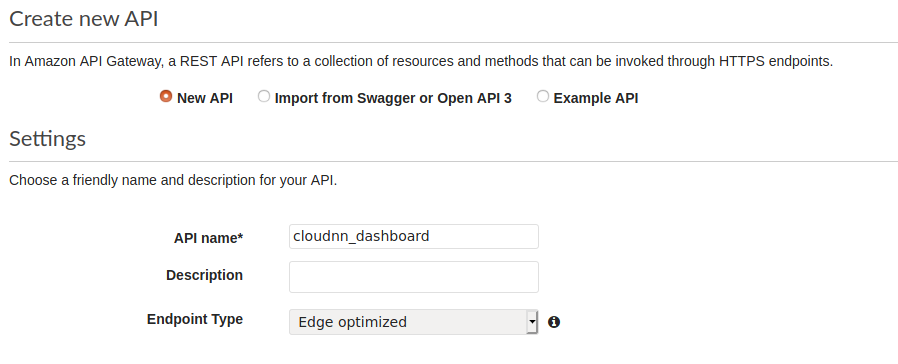 Create new API
In Amazon API Gateway, a REST API refers to a collection of resources and methods that can be invoked through HTTPS endpoints.
New API Import from Swagger or Open API 3 Example API
Settings
Choose a friendly name and description for your API.
API name* cloudnn_dashboard
Description
Endpoint Type Edge optimized